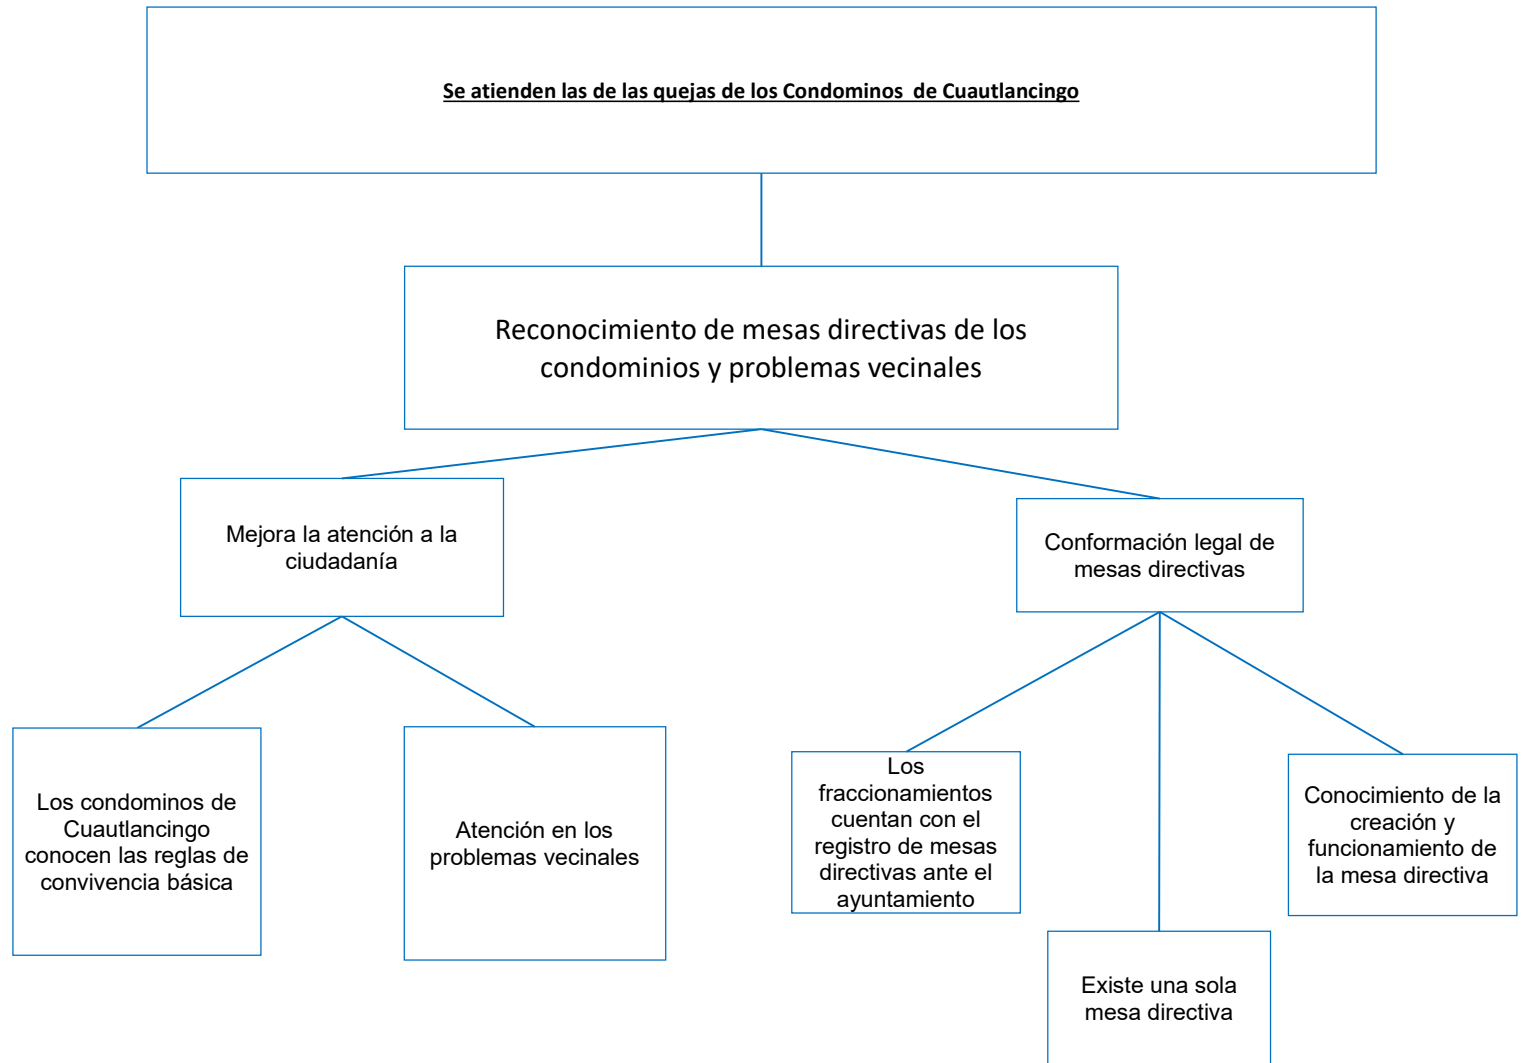 Se atienden las de las quejas de los Condominos  de Cuautlancingo
Reconocimiento de mesas directivas de los
condominios y problemas vecinales
Mejora la atención a la
ciudadanía
Conformación legal de
mesas directivas
Los condominos de
Cuautlancingo
conocen las reglas de
convivencia básica
Atención en los
problemas vecinales
Los
fraccionamientos
cuentan con el
registro de mesas
directivas ante el
ayuntamiento
Existe una sola
mesa directiva
Conocimiento de la
creación y
funcionamiento de
la mesa directiva